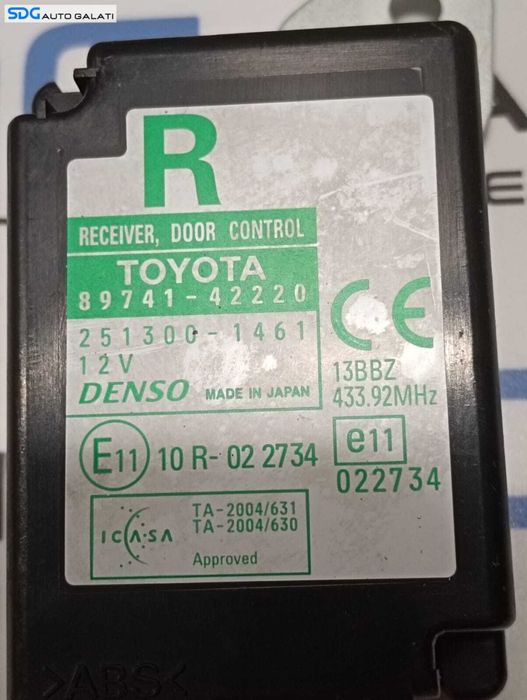 SDG AUTO GALATI
R
RECEIVER, DOOR CONTROL
TOYOTA
89741-42220
251300-1461
12V
DENSO MADE IN JAPAN
CE
13BBZ
433.92MHz
E11 10 R-02 2734
e11
022734
ICASA
TA-2004/631
TA-2004/630
Approved
>ABS<